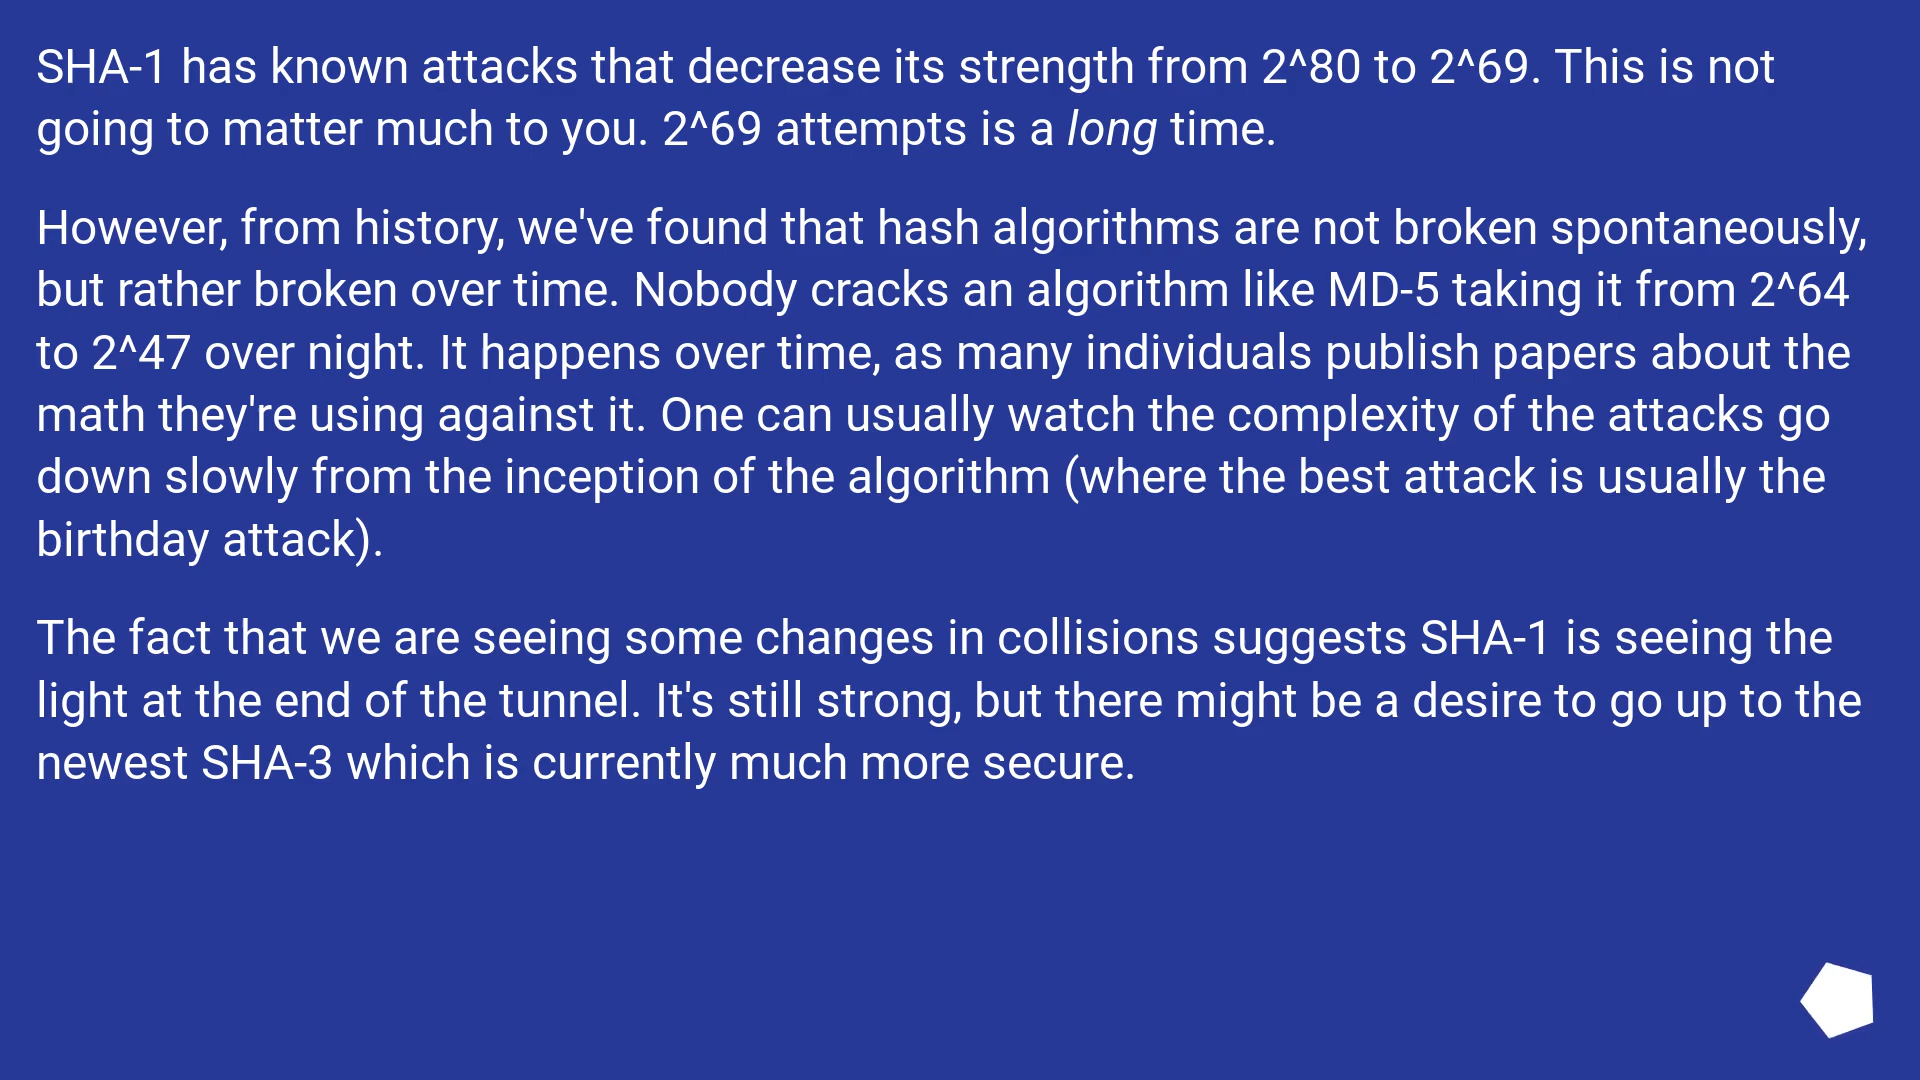 SHA-1 has known attacks that decrease its strength from 2^80 to 2^69. This is not
going to matter much to you. 2^69 attempts is a long time.
However, from history, we've found that hash algorithms are not broken spontaneously,
but rather broken over time. Nobody cracks an algorithm like MD-5 taking it from 2^64
to 2^47 over night. It happens over time, as many individuals publish papers about the
math they're using against it. One can usually watch the complexity of the attacks go
down slowly from the inception of the algorithm (where the best attack is usually the
birthday attack).
The fact that we are seeing some changes in collisions suggests SHA-1 is seeing the
light at the end of the tunnel. It's still strong, but there might be a desire to go up to the
newest SHA-3 which is currently much more secure.